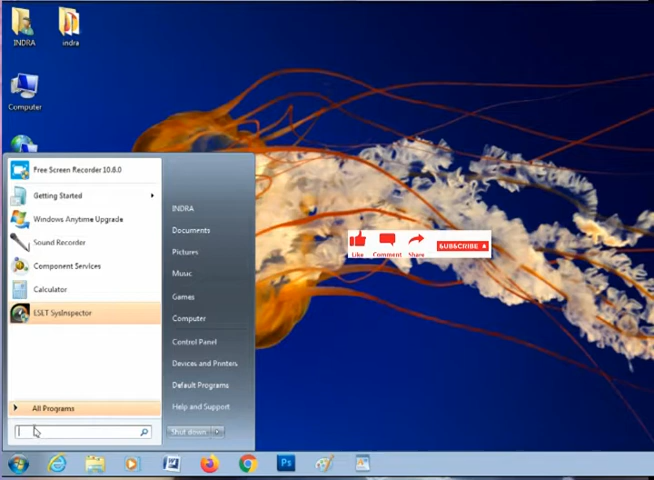 INDRA
indra
Computer
Free Screen Recorder 10.6.0
Getting Started
Windows Anytime Upgrade
Sound Recorder
Component Services
Calculator
ESET SysInspector
All Programs
INDRA
Documents
Pictures
Music
Games
Computer
Control Panel
Devices and Printers
Default Programs
Help and Support
Shut down
Like
Comment
Share
SUBSCRIBE
W
Ps